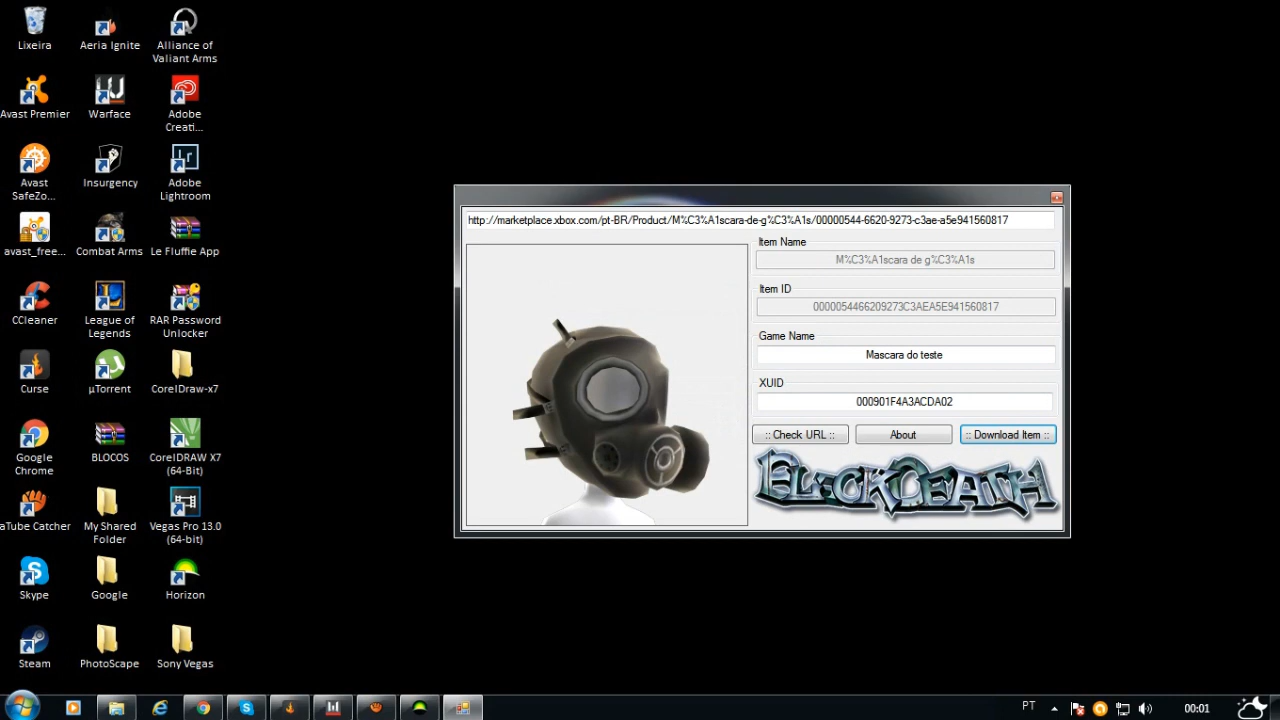 Lixeira
Aeria Ignite
Alliance of
Valiant Arms
Avast Premier
Warface
Adobe
Creati...
Avast
SafeZo...
Insurgency
Adobe
Lightroom
avast_free...
Combat Arms
Le Fluffie App
CCleaner
League of
Legends
RAR Password
Unlocker
Curse
µTorrent
CorelDraw-x7
Google
Chrome
BLOCOS
CorelDRAW X7
(64-Bit)
aTube Catcher
My Shared
Folder
Vegas Pro 13.0
(64-bit)
Skype
Google
Horizon
Steam
PhotoScape
Sony Vegas
http://marketplace.xbox.com/pt-BR/Product/M%C3%A1scara-de-g%C3%A1s/00000544-6620-9273-c3ae-a5e941560817
Item Name
M%C3%A1scara de g%C3%A1s
Item ID
0000054466209273C3AEA5E941560817
Game Name
Mascara do teste
XUID
000901F4A3ACDA02
:: Check URL ::
About
:: Download Item ::
BlackDeath
Lr
PT
00:01